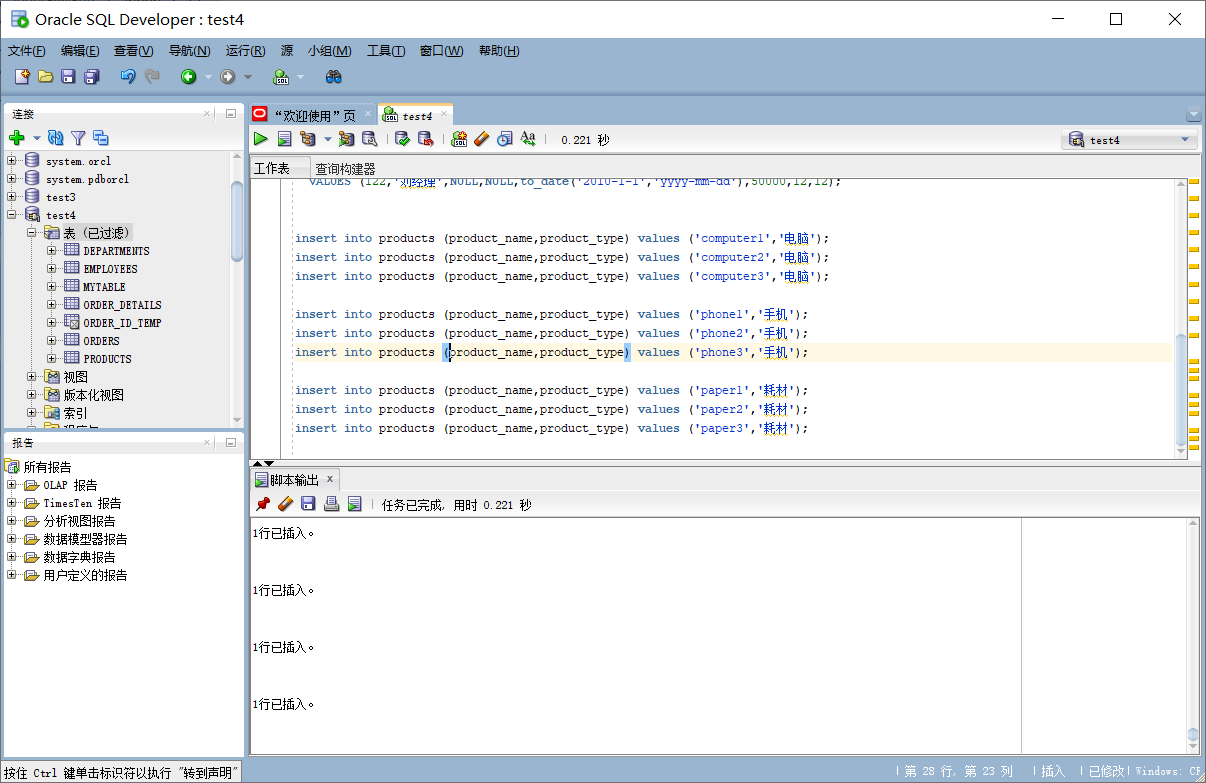 Oracle SQL Developer : test4
文件(F) 编辑(E) 查看(V) 导航(N) 运行(R) 源 小组(M) 工具(T) 窗口(W) 帮助(H)
连接
system.orcl
system.pdborcl
test3
test4
表 (已过滤)
DEPARTMENTS
EMPLOYEES
MYTABLE
ORDER_DETAILS
ORDER_ID_TEMP
ORDERS
PRODUCTS
视图
版本化视图
索引
报告
所有报告
OLAP 报告
TimesTen 报告
分析视图报告
数据模型器报告
数据字典报告
用户定义的报告
“欢迎使用”页 test4
0.221 秒
test4
工作表 查询构建器
VALUES (122,'刘经理',NULL,NULL,to_date('2010-1-1','yyyy-mm-dd'),50000,12,12);
insert into products (product_name,product_type) values ('computer1','电脑');
insert into products (product_name,product_type) values ('computer2','电脑');
insert into products (product_name,product_type) values ('computer3','电脑');
insert into products (product_name,product_type) values ('phone1','手机');
insert into products (product_name,product_type) values ('phone2','手机');
insert into products (product_name,product_type) values ('phone3','手机');
insert into products (product_name,product_type) values ('paper1','耗材');
insert into products (product_name,product_type) values ('paper2','耗材');
insert into products (product_name,product_type) values ('paper3','耗材');
脚本输出 x
任务已完成, 用时 0.221 秒
1行已插入。
1行已插入。
1行已插入。
1行已插入。
按住 Ctrl 键单击标识符以执行 "转到声明"
第 28 行, 第 23 列 插入 已修改 Windows: CR